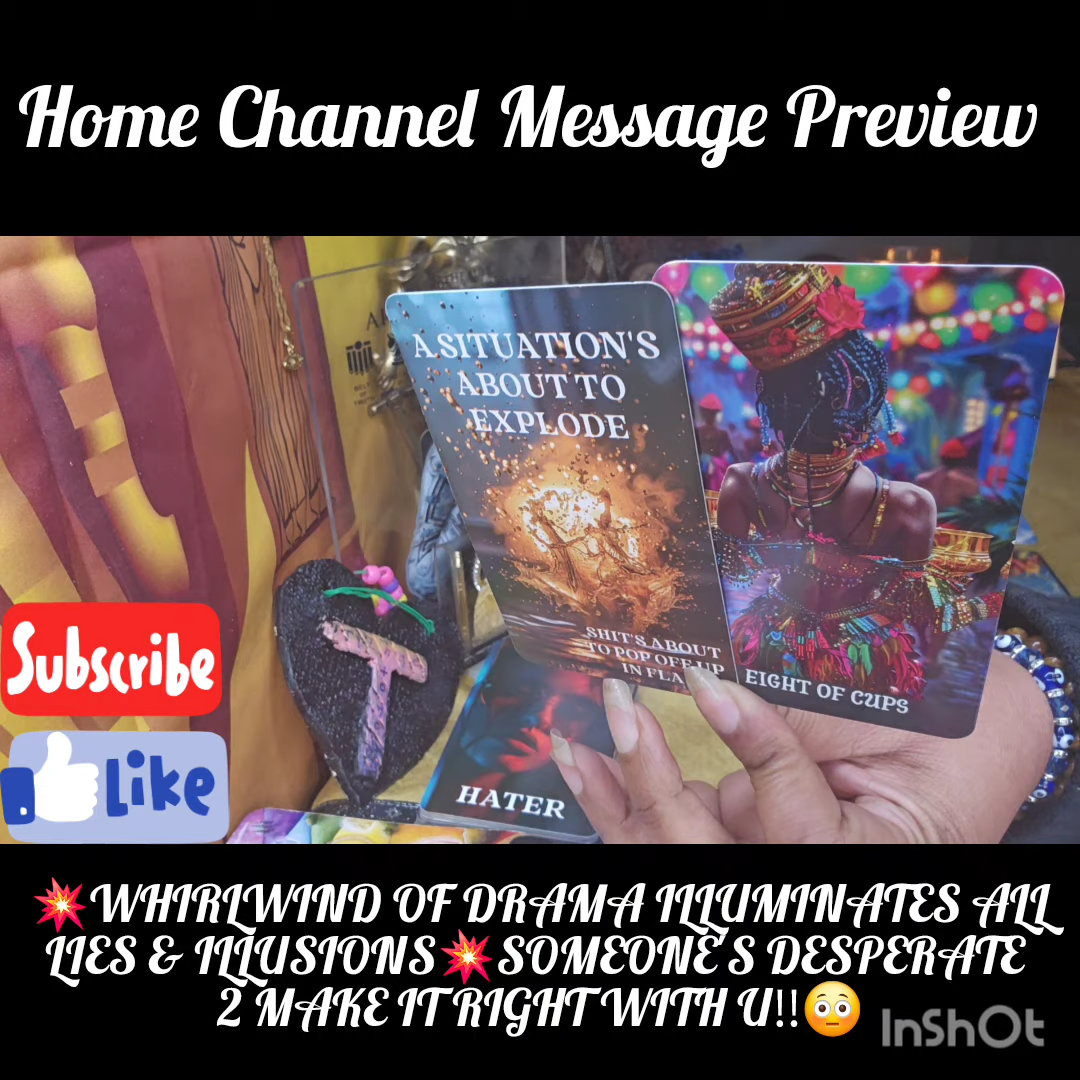 Home Channel Message Preview
A SITUATION'S
ABOUT TO
EXPLODE
SHIT'S ABOUT
TO POP OFF UP
IN
EIGHT OF CUPS
T
HATER
Subscribe
Like
💥WHIRLWIND OF DRAMA ILLUMINATES ALL
LIES & ILLUSIONS💥SOMEONE'S DESPERATE
2 MAKE IT RIGHT WITH U!!😳
InShOt